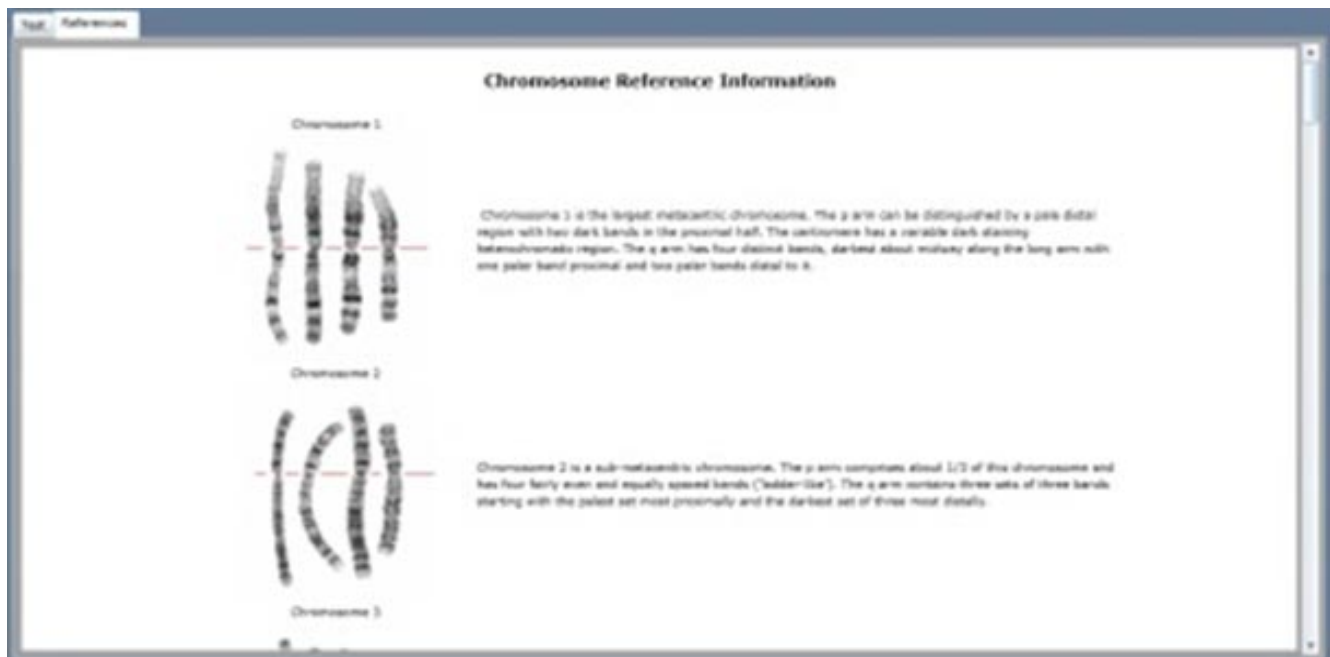 Test References
Chromosome Reference Information
Chromosome 1
Chromosome 1 is the largest metacentric chromosome. The p arm can be distinguished by a pale distal
region with two dark bands in the proximal half. The centromere has a variable dark staining
heterochromatic region. The q arm has four distinct bands, darkest about midway along the long arm with
one paler band proximal and two paler bands distal to it.
Chromosome 2
Chromosome 2 is a sub-metacentric chromosome. The p arm comprises about 1/3 of this chromosome and
has four fairly even and equally spaced bands ('ladder-like'). The q arm contains three sets of three bands
starting with the palest set most proximally and the darkest set of three most distally.
Chromosome 3